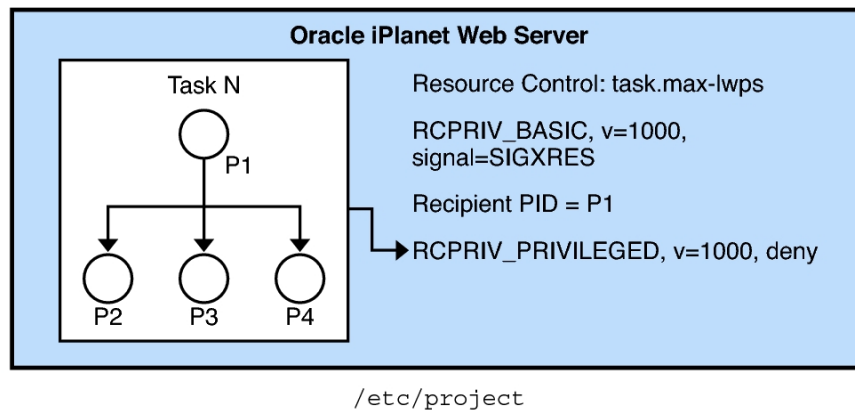 Oracle iPlanet Web Server
Task N
P1
P2
P3
P4
Resource Control: task.max-lwps
RCPRIV_BASIC, v=1000,
signal=SIGXRES
Recipient PID = P1
RCPRIV_PRIVILEGED, v=1000, deny
/etc/project